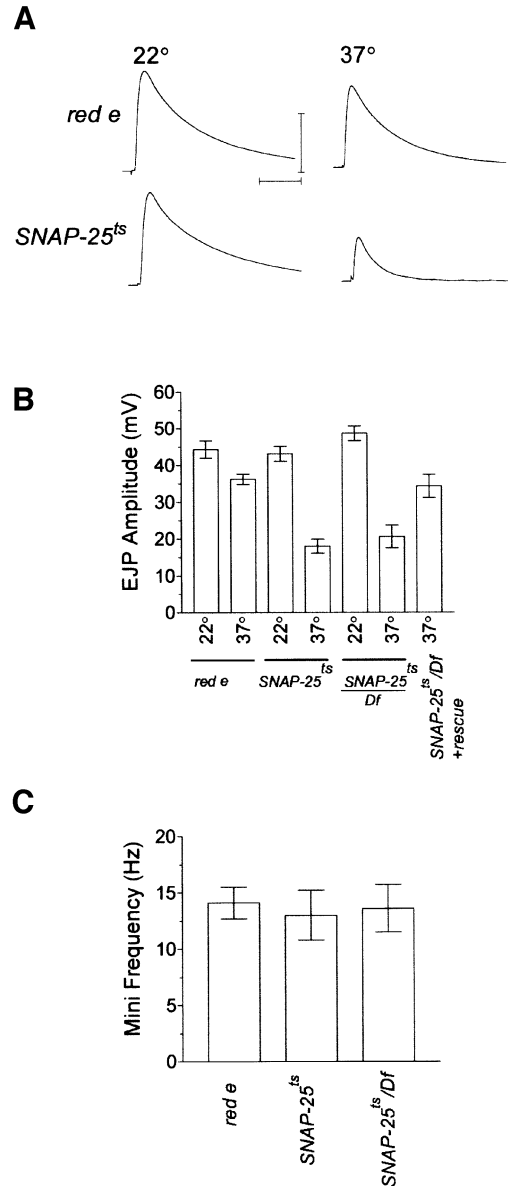 A
22° 37°
red e
SNAP-25ts
B
EJP Amplitude (mV)
60
50
40
30
20
10
0
22° 37° 22° 37° 22° 37° 37°
red e
SNAP-25ts
SNAP-25ts
Df
SNAP-25ts/Df
+rescue
C
Mini Frequency (Hz)
20
15
10
5
0
red e
SNAP-25ts
SNAP-25ts/Df